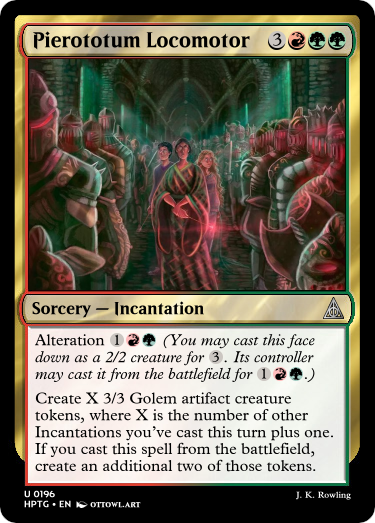 Pierototum Locomotor 3
Sorcery — Incantation
Alteration 1 (You may cast this face
down as a 2/2 creature for 3. Its controller
may cast it from the battlefield for 1.)
Create X 3/3 Golem artifact creature
tokens, where X is the number of other
Incantations you've cast this turn plus one.
If you cast this spell from the battlefield,
create an additional two of those tokens.
U 0196
HPTG • EN OTTOWL.ART
J. K. Rowling